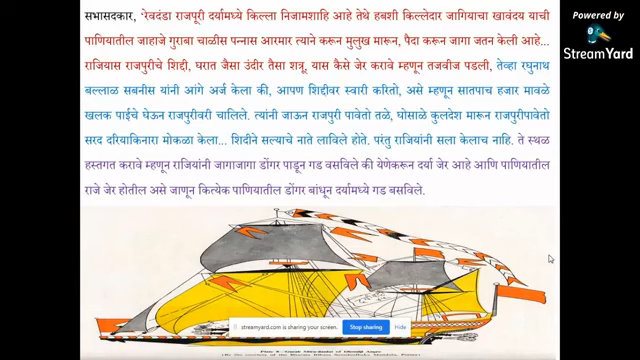 सभासदकार, 'रेवदंडा राजपूरी दर्यामध्ये किल्ला निजामशाहि आहे तेथे हबशी किल्लेदार जागियाचा खावंदय याची
पाणियातील जाहाजे गुराबा चाळीस पन्नास आरमार त्याने करून मुलुख मारून, पैदा करून जागा जतन केली आहे...
राजियास राजपुरीचे शिद्दी, घरात जैसा उंदीर तैसा शत्रू, यास कैसे जेर करावे म्हणून तजवीज पडली, तेव्हा रघुनाथ
बल्लाळ सबनीस यांनी आंगे अर्ज केला की, आपण शिद्दीवर स्वारी करितो, असे म्हणून सातपाच हजार मावळे
खलक पाईचे घेऊन राजपुरीवरी चालिले. त्यांनी जाऊन राजपुरी पावेतो तळे, घोसाळे कुलदेश मारून राजपुरीपावेतो
सरद दरियाकिनारा मोकळा केला... शिदीने सल्याचे नाते लाविले होते. परंतु राजियांनी सला केलाच नाहि. ते स्थळ
हस्तगत करावे म्हणून राजियांनी जागाजागा डोंगर पाडून गड वसविले की येणेकरून दर्या जेर आहे आणि पाणियातील
राजे जेर होतील असे जाणून कित्येक पाणियातील डोंगर बांधून दर्यामध्ये गड बसविले.
Powered by
StreamYard
streamyard.com is sharing your screen.
Stop sharing
Hide